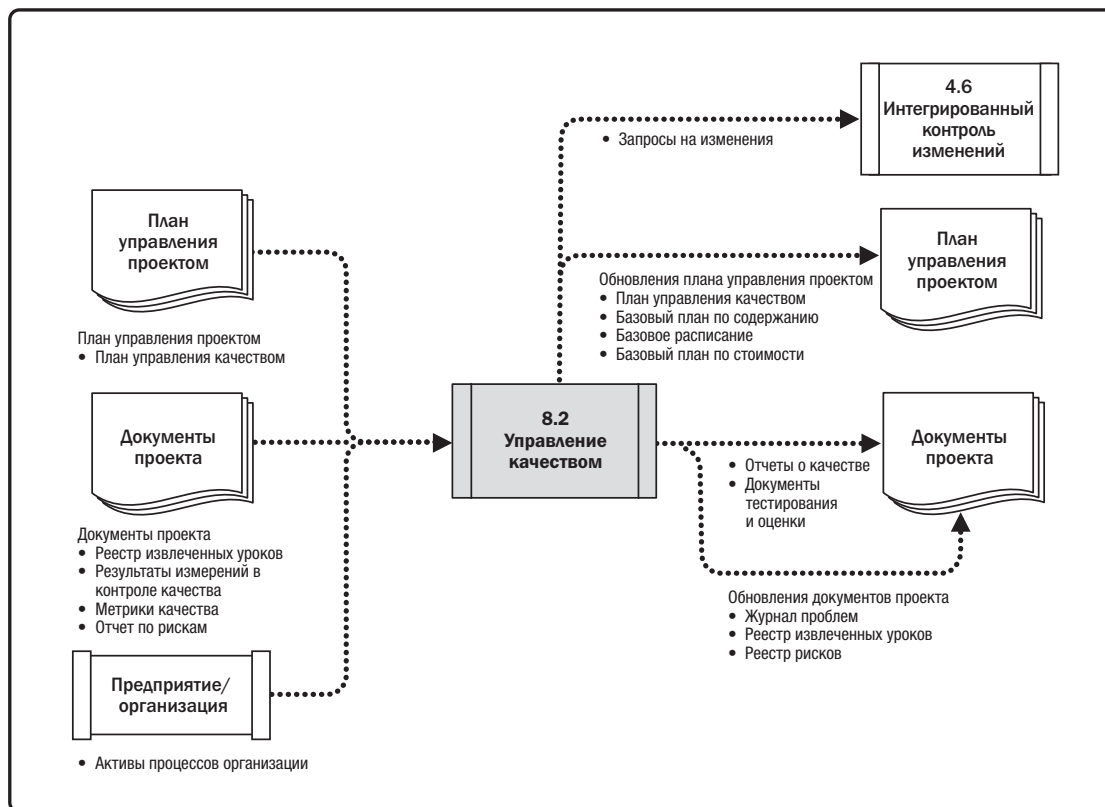 4.6
Интегрированный
контроль
изменений
• Запросы на изменения
План
управления
проектом
План
управления
проектом
Обновления плана управления проектом
• План управления качеством
• Базовый план по содержанию
• Базовое расписание
• Базовый план по стоимости
План управления проектом
• План управления качеством
8.2
Управление
качеством
Документы
проекта
Документы
проекта
• Отчеты о качестве
• Документы
тестирования
и оценки
Документы проекта
• Реестр извлеченных уроков
• Результаты измерений в
контроле качества
• Метрики качества
• Отчет по рискам
Обновления документов проекта
• Журнал проблем
• Реестр извлеченных уроков
• Реестр рисков
Предприятие/
организация
• Активы процессов организации